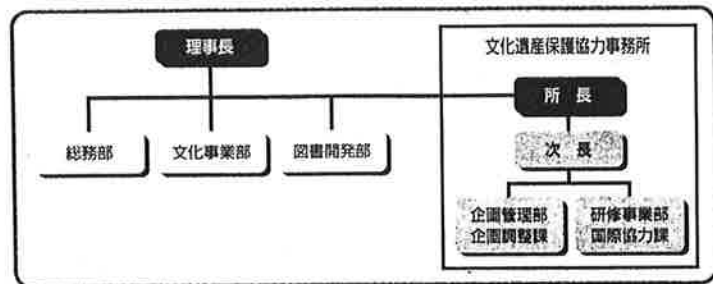 理事長
文化遺産保護協力事務所
所 長
総務部
文化事業部
図書開発部
次 長
企画管理部
企画調整課
研修事業部
国際協力課